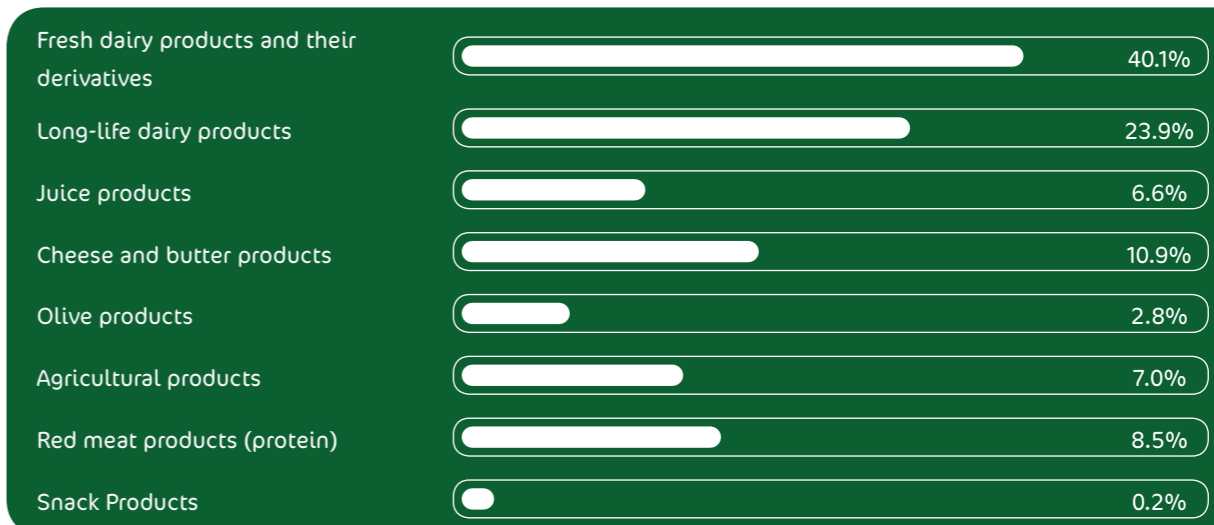 Fresh dairy products and their
derivatives
40.1%
Long-life dairy products
23.9%
Juice products
6.6%
Cheese and butter products
10.9%
Olive products
2.8%
Agricultural products
7.0%
Red meat products (protein)
8.5%
Snack Products
0.2%